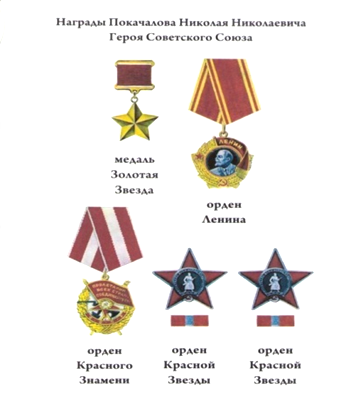 Награды Покачалова Николая Николаевича
Героя Советского Союза
медаль
Золотая
Звезда
ЛЕНИН
орден
Ленина
орден
Красного
Знамени
орден
Красной
Звезды
орден
Красной
Звезды